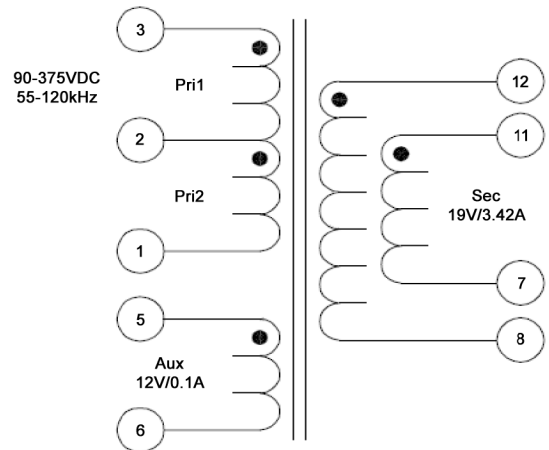 3
90-375VDC
55-120kHz
Pri1
2
Pri2
1
5
Aux
12V/0.1A
6
12
11
Sec
19V/3.42A
7
8